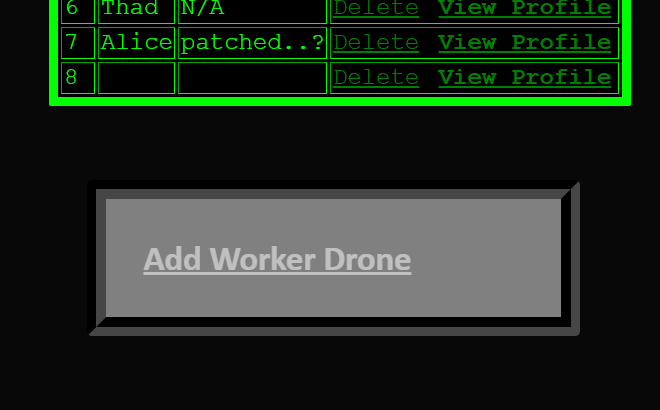 6 Thad N/A Delete View Profile
7 Alice patched..? Delete View Profile
8 Delete View Profile
Add Worker Drone